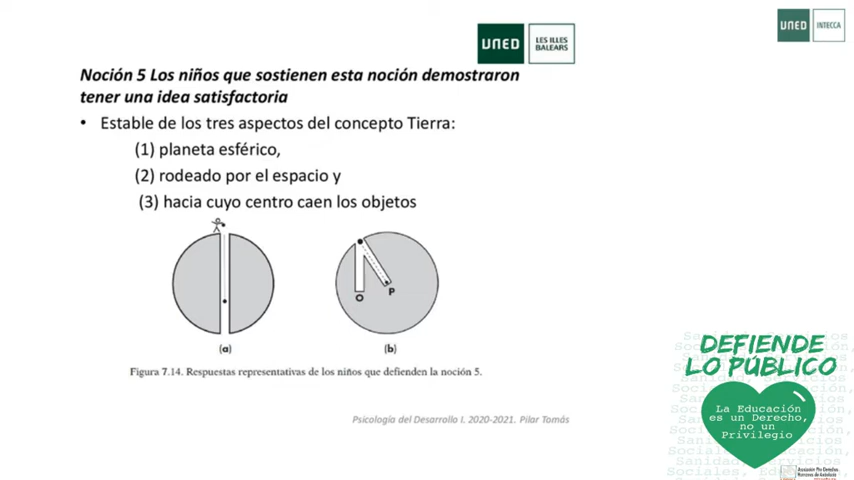 UNED
LES ILLES
BALEARS
UNED
INTECCA
Noción 5 Los niños que sostienen esta noción demostraron
tener una idea satisfactoria
• Estable de los tres aspectos del concepto Tierra:
(1) planeta esférico,
(2) rodeado por el espacio y
(3) hacia cuyo centro caen los objetos
O
P
(a)
(b)
Figura 7.14. Respuestas representativas de los niños que defienden la noción 5.
Psicología del Desarrollo I. 2020-2021. Pilar Tomás
DEFIENDE
LO PÚBLICO
La Educación
es un Derecho,
no un
Privilegio